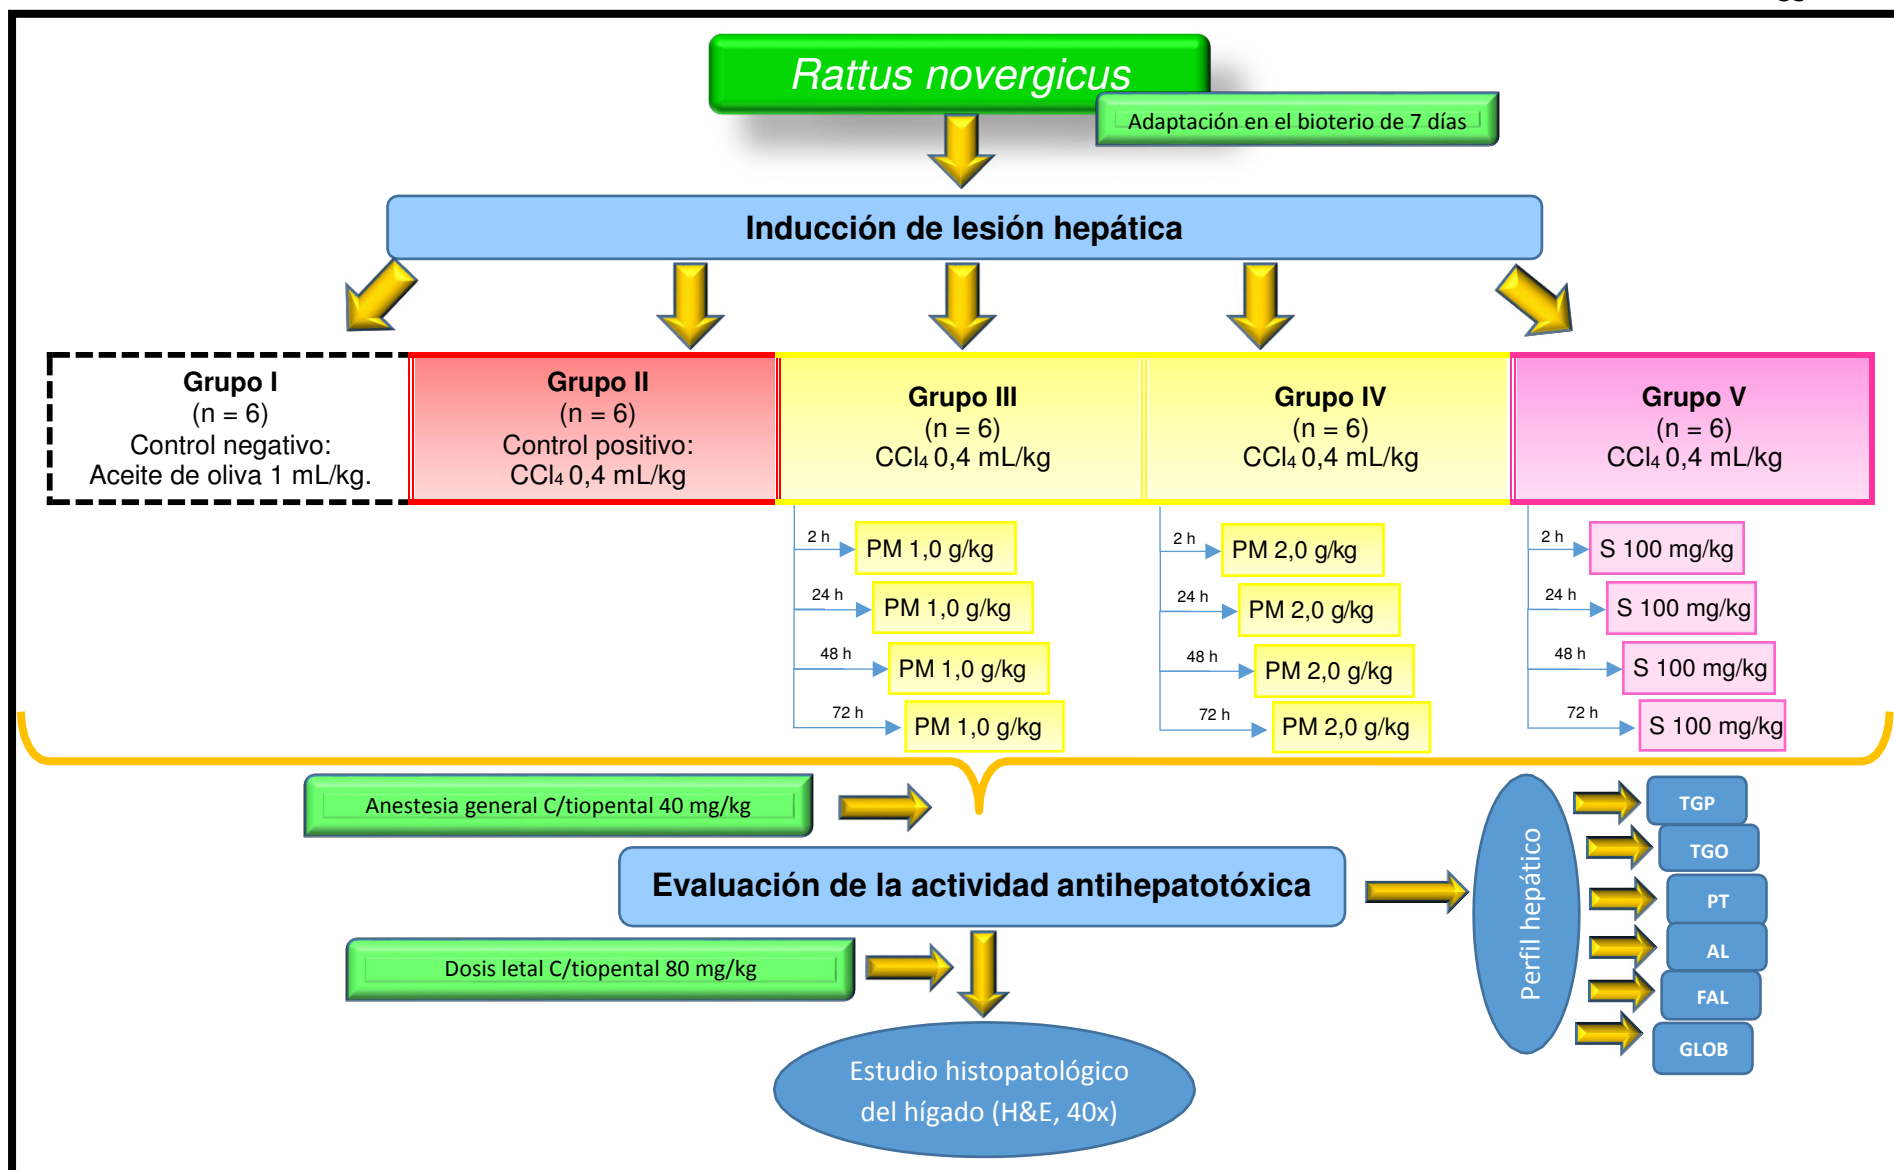 Rattus novergicus
Adaptación en el bioterio de 7 días
Inducción de lesión hepática
Grupo I
(n = 6)
Control negativo:
Aceite de oliva 1 mL/kg.
Grupo II
(n = 6)
Control positivo:
CCl₄ 0,4 mL/kg
Grupo III
(n = 6)
CCl₄ 0,4 mL/kg
Grupo IV
(n = 6)
CCl₄ 0,4 mL/kg
Grupo V
(n = 6)
CCl₄ 0,4 mL/kg
2 h
PM 1,0 g/kg
24 h
PM 1,0 g/kg
48 h
PM 1,0 g/kg
72 h
PM 1,0 g/kg
2 h
PM 2,0 g/kg
24 h
PM 2,0 g/kg
48 h
PM 2,0 g/kg
72 h
PM 2,0 g/kg
2 h
S 100 mg/kg
24 h
S 100 mg/kg
48 h
S 100 mg/kg
72 h
S 100 mg/kg
Anestesia general C/tiopental 40 mg/kg
Evaluación de la actividad antihepatotóxica
Dosis letal C/tiopental 80 mg/kg
Estudio histopatológico
del hígado (H&E, 40x)
Perfil hepático
TGP
TGO
PT
AL
FAL
GLOB